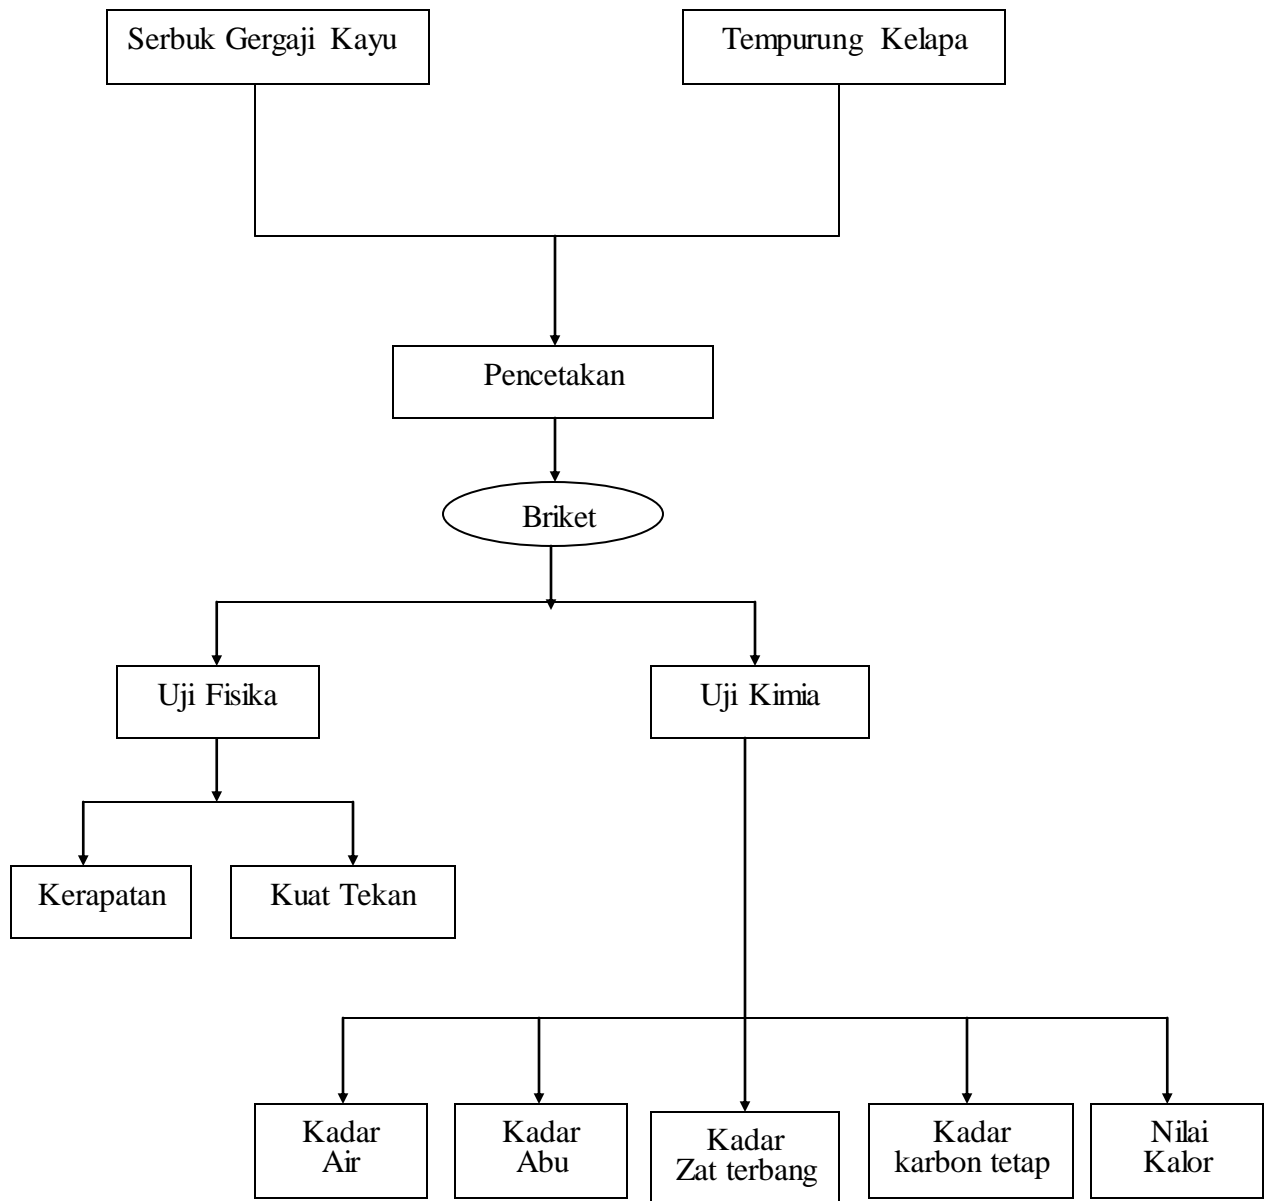 Serbuk Gergaji Kayu
Tempurung Kelapa
Pencetakan
Briket
Uji Fisika
Uji Kimia
Kerapatan
Kuat Tekan
Kadar
Air
Kadar
Abu
Kadar
Zat terbang
Kadar
karbon tetap
Nilai
Kalor